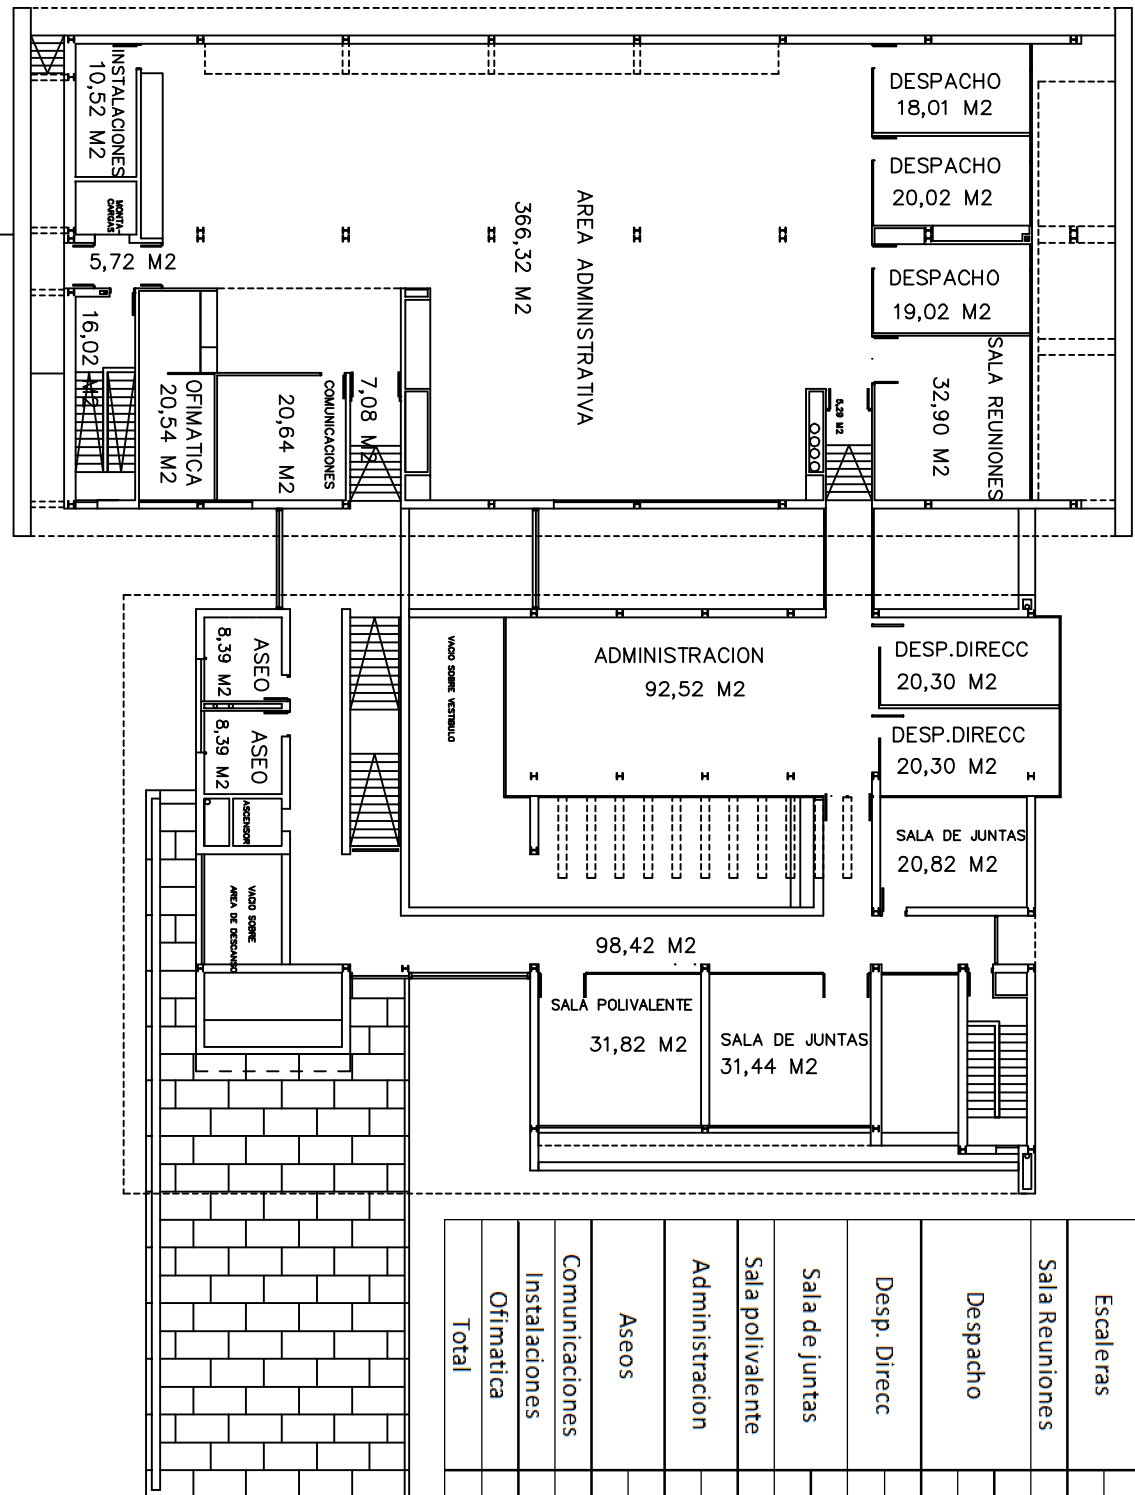 INSTALACIONES
10,52 M2
MONTA-
CARGAS
5,72 M2
16,02 M2
OFIMATICA
20,54 M2
COMUNICACIONES
20,64 M2
7,08 M2
AREA ADMINISTRATIVA
366,32 M2
DESPACHO
18,01 M2
DESPACHO
20,02 M2
DESPACHO
19,02 M2
SALA REUNIONES
32,90 M2
5,29 M2
ASEO
8,39 M2
ASEO
8,39 M2
ASCENSOR
VACIO SOBRE
AREA DE DESCANSO
VACIO SOBRE VESTIBULO
ADMINISTRACION
92,52 M2
DESP.DIRECC
20,30 M2
DESP.DIRECC
20,30 M2
SALA DE JUNTAS
20,82 M2
98,42 M2
SALA POLIVALENTE
31,82 M2
SALA DE JUNTAS
31,44 M2
Escaleras
Sala Reuniones
Despacho
Desp. Direcc
Sala de juntas
Sala polivalente
Administracion
Aseos
Comunicaciones
Instalaciones
Ofimatica
Total